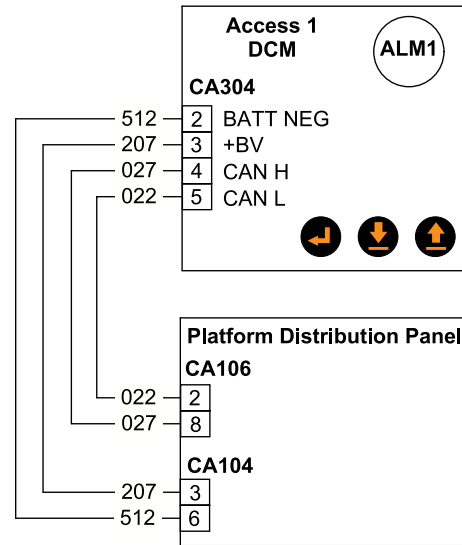 Access 1
DCM
ALM1
CA304
512 2 BATT NEG
207 3 +BV
027 4 CAN H
022 5 CAN L
Platform Distribution Panel
CA106
022 2
027 8
CA104
207 3
512 6